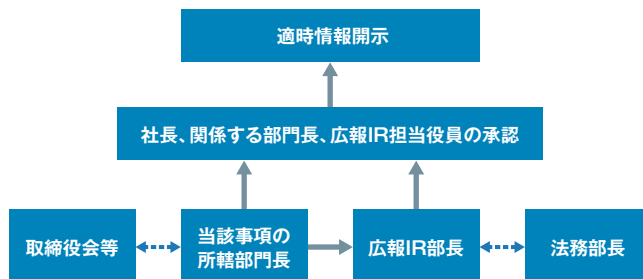 適時情報開示
社長、関係する部門長、広報IR担当役員の承認
取締役会等
当該事項の
所轄部門長
広報IR部長
法務部長